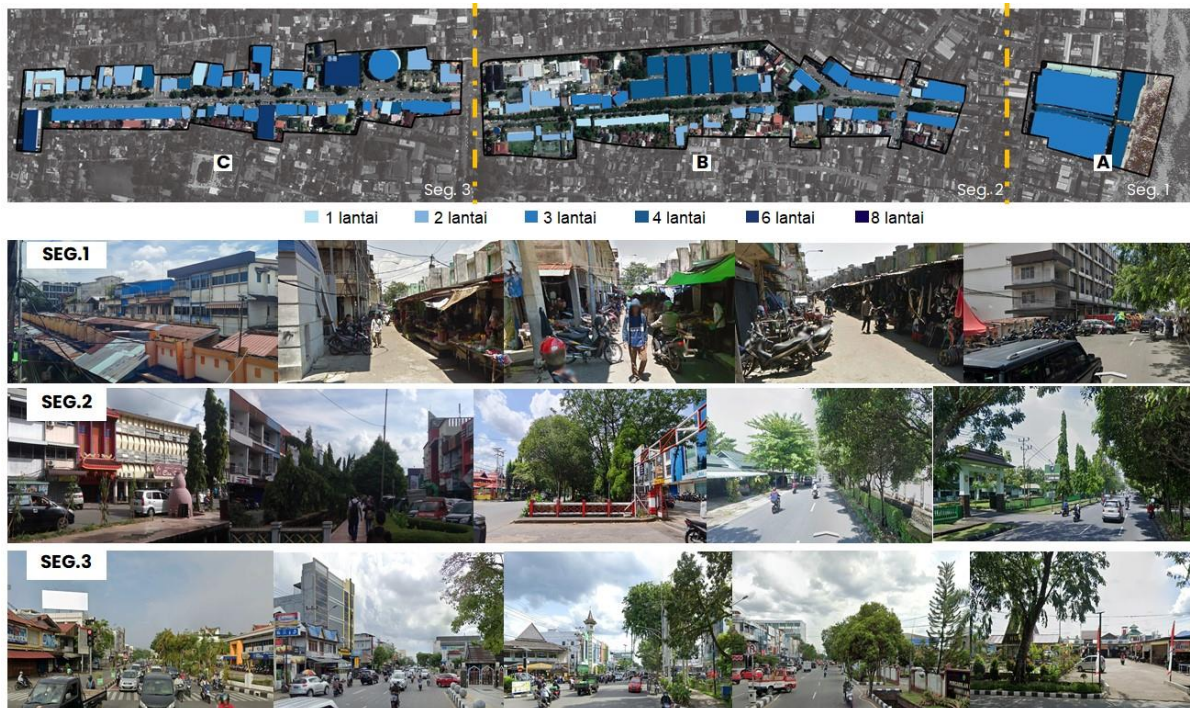 C
Seg. 3
B
Seg. 2
A
Seg. 1
1 lantai
2 lantai
3 lantai
4 lantai
6 lantai
8 lantai
SEG.1
SEG.2
SEG.3